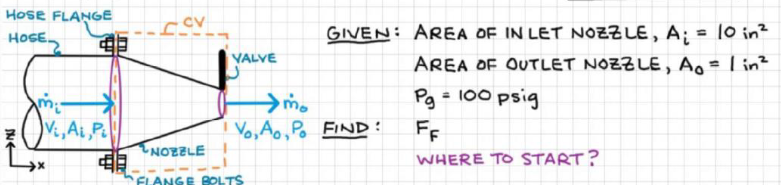 HOSE FLANGE
HOSE
CV
VALVE
ṁi
Vi, Ai, Pi
ṁo
Vo, Ao, Po
z
x
NOZZLE
FLANGE BOLTS
GIVEN: AREA OF INLET NOZZLE, Ai = 10 in²
AREA OF OUTLET NOZZLE, Ao = 1 in²
Pg = 100 psig
FIND: FF
WHERE TO START?